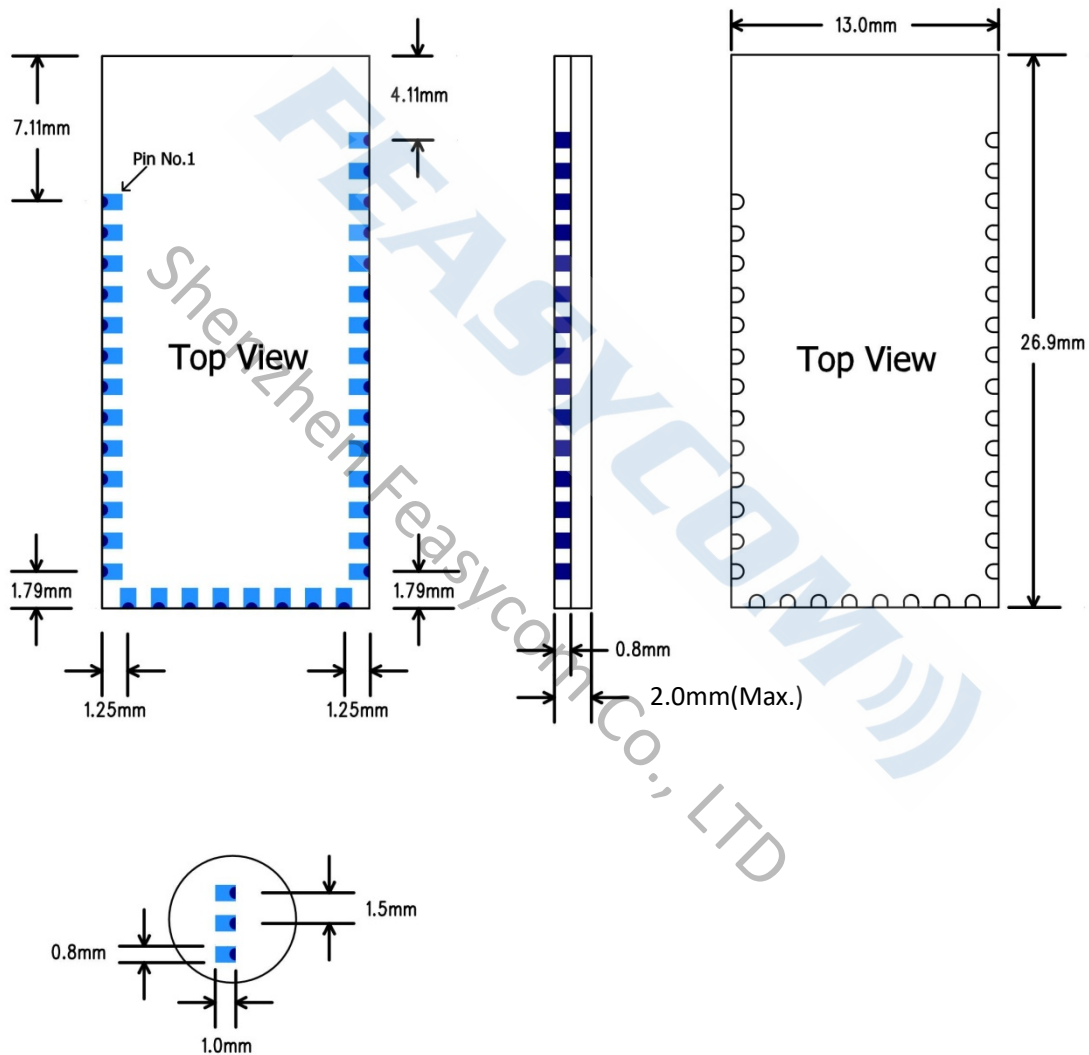 13.0mm
7.11mm
4.11mm
Pin No.1
Top View
Top View
26.9mm
1.79mm
1.79mm
1.25mm
1.25mm
0.8mm
2.0mm(Max.)
1.5mm
0.8mm
1.0mm
FEASYCOM
Shenzhen Feasycom Co., LTD